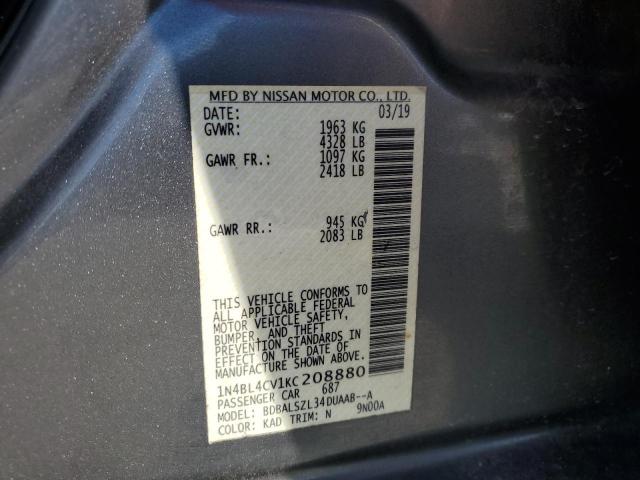 MFD BY NISSAN MOTOR CO., LTD.
DATE: 03/19
GVWR: 1963 KG
4328 LB
GAWR FR.: 1097 KG
2418 LB
GAWR RR.: 945 KG
2083 LB
THIS VEHICLE CONFORMS TO
ALL APPLICABLE FEDERAL
MOTOR VEHICLE SAFETY,
BUMPER, AND THEFT
PREVENTION STANDARDS IN
EFFECT ON THE DATE OF
MANUFACTURE SHOWN ABOVE.
1N4BL4CV1KC208880
PASSENGER CAR 687
MODEL: BDBALSZL34DUAAB--A
COLOR: KAD TRIM: N 9N00A